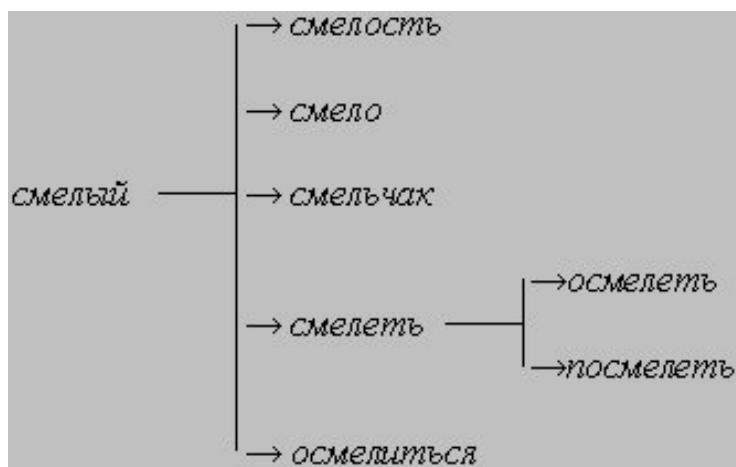 смелость
смело
смелый
смельчак
осмелеть
смелеть
посмелеть
осмелиться